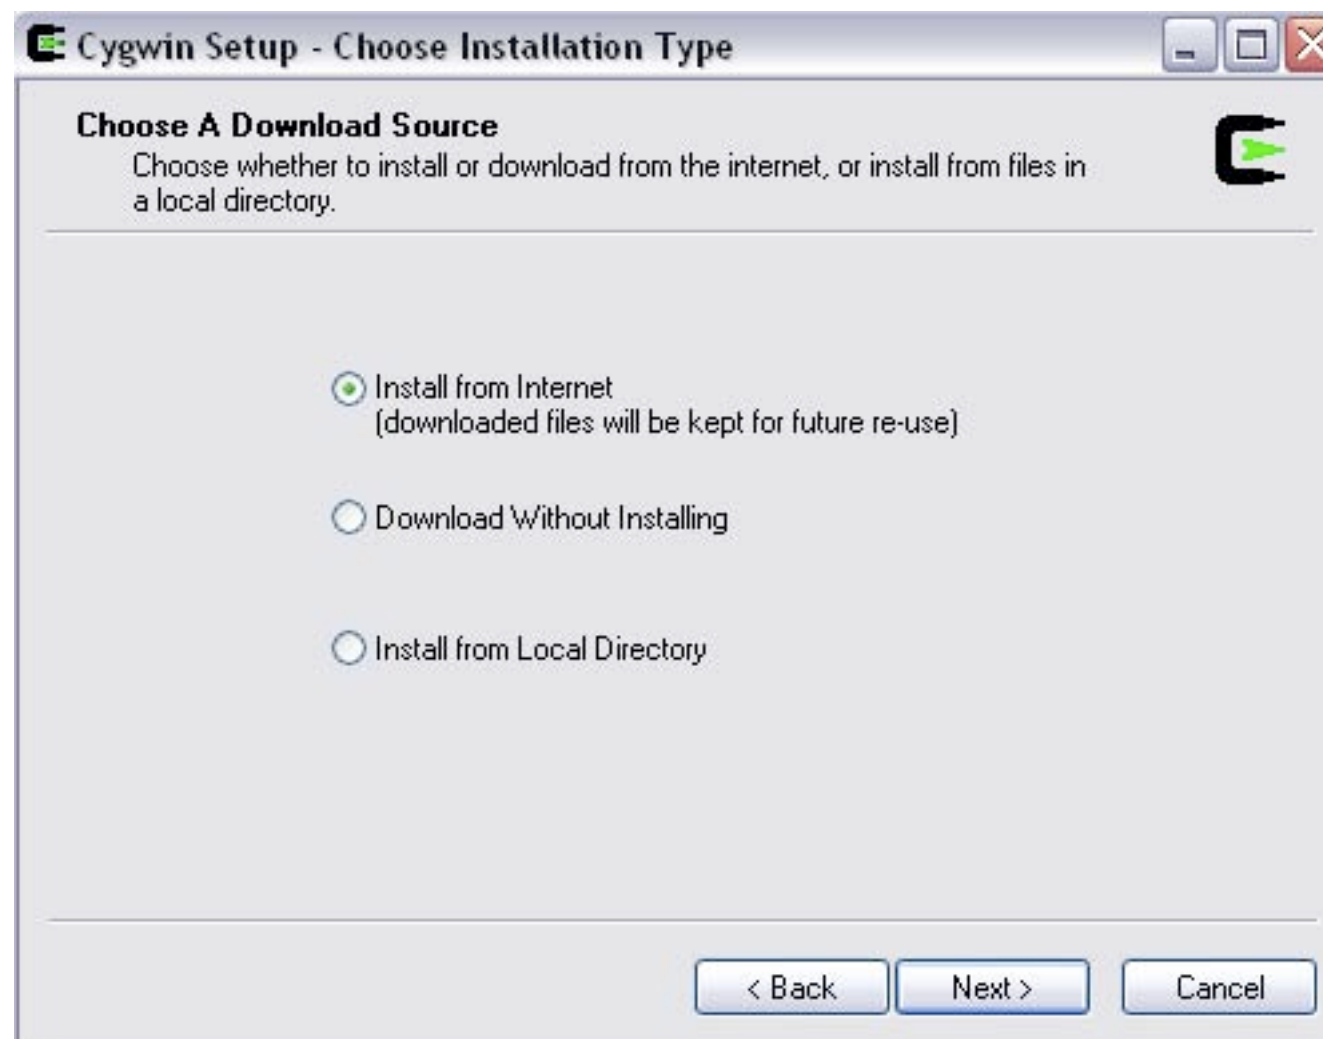 Cygwin Setup - Choose Installation Type
Choose A Download Source
Choose whether to install or download from the internet, or install from files in
a local directory.
Install from Internet
(downloaded files will be kept for future re-use)
Download Without Installing
Install from Local Directory
< Back Next > Cancel